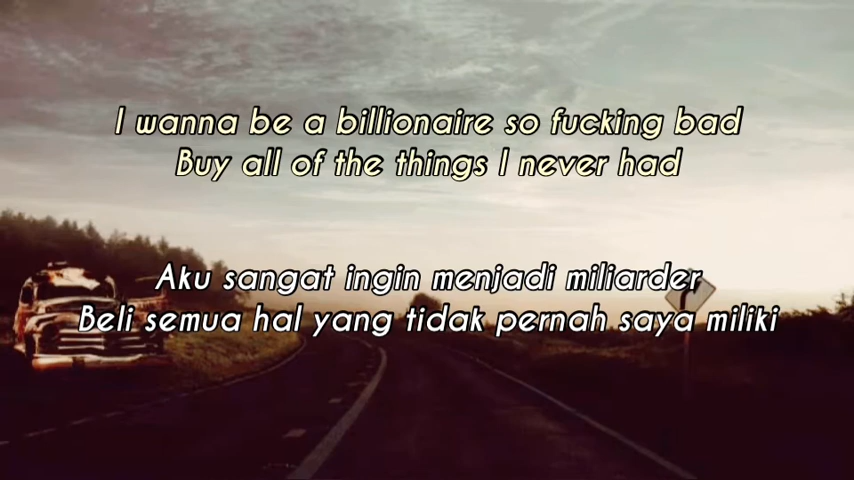 I wanna be a billionaire so fucking bad
Buy all of the things I never had
Aku sangat ingin menjadi miliarder
Beli semua hal yang tidak pernah saya miliki